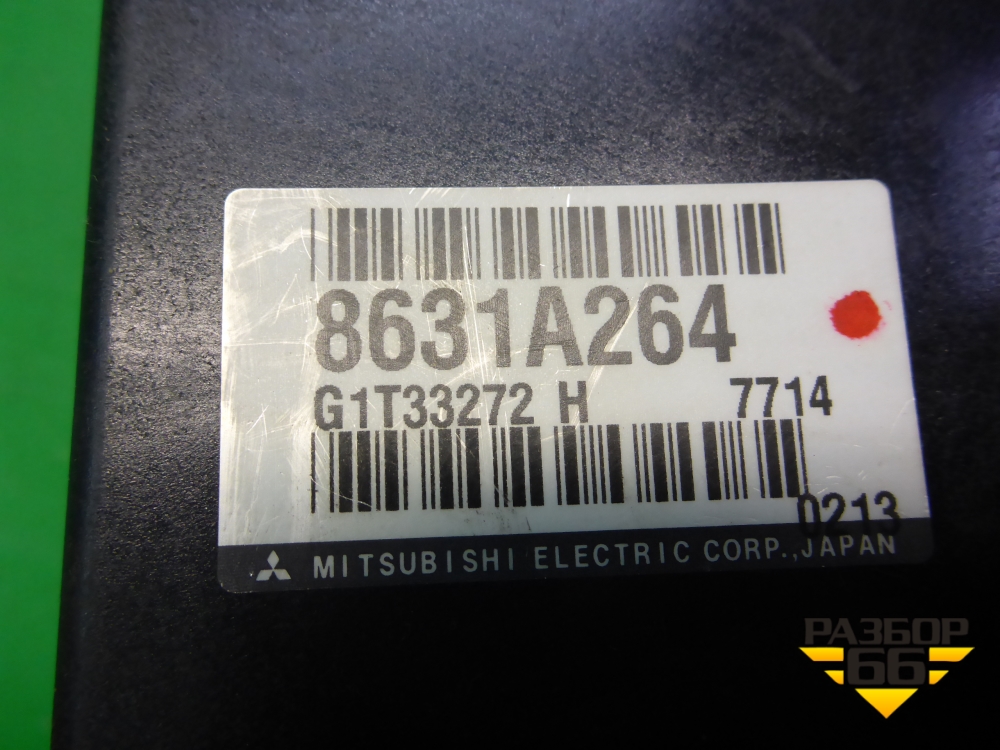 8631A264
G1T33272 H 7714
0213
MITSUBISHI ELECTRIC CORP., JAPAN
РАЗБОР
66